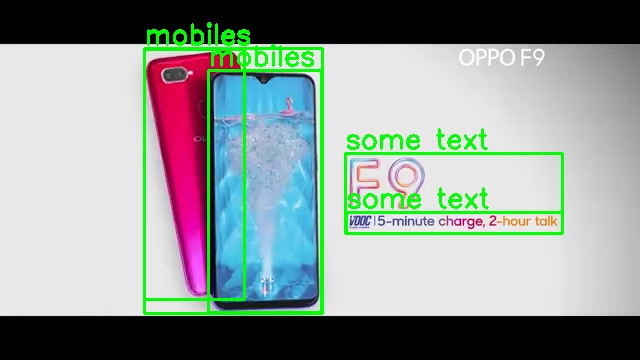 mobiles
mobiles
OPPO F9
some text
F9
some text
VOOC 5-minute charge, 2-hour talk